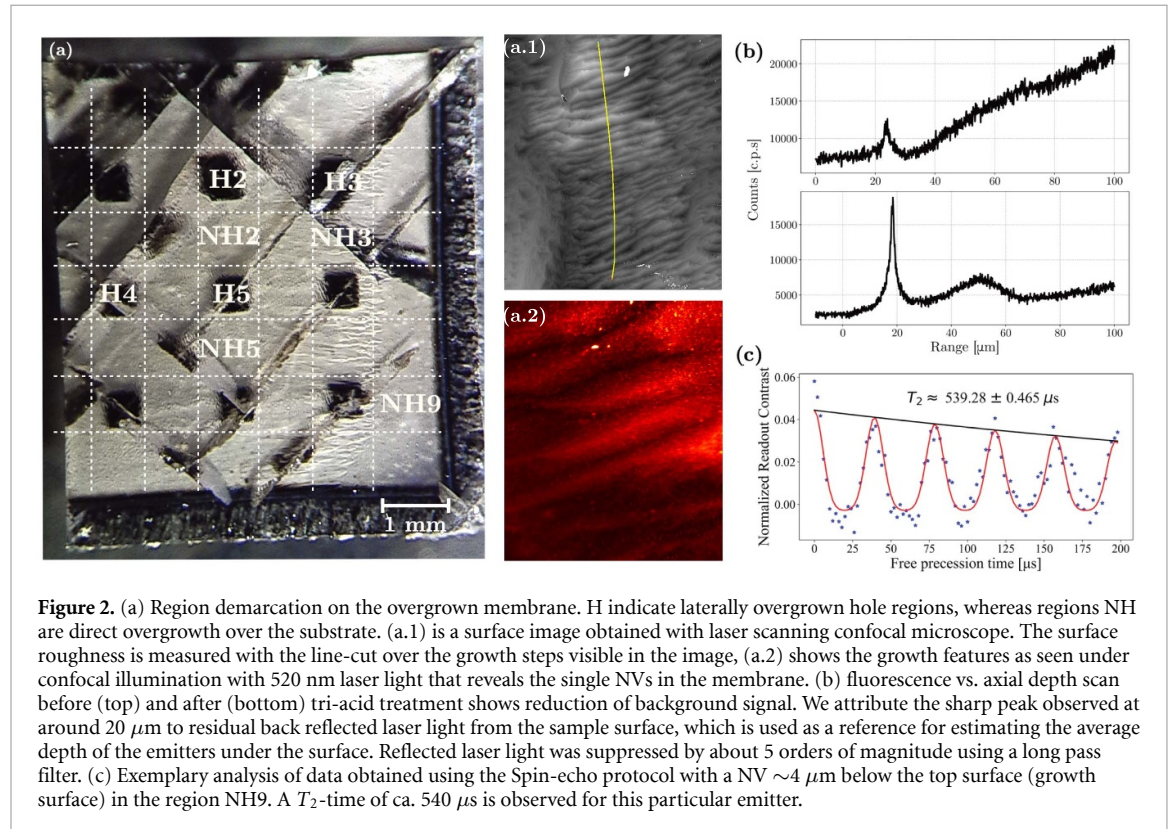 (a)
H2
H3
NH2
NH3
H4
H5
NH5
NH9
1 mm
(a.1)
(a.2)
(b)
20000
15000
10000
0 20 40 60 80 100
Counts [c.p.s]
15000
10000
5000
0 20 40 60 80 100
Range [μm]
(c)
0.06
0.04
0.02
0.00
Normalized Readout Contrast
T₂ ≈ 539.28 ± 0.465 μs
0 25 50 75 100 125 150 175 200
Free precession time [μs]
Figure 2. (a) Region demarcation on the overgrown membrane. H indicate laterally overgrown hole regions, whereas regions NH
are direct overgrowth over the substrate. (a.1) is a surface image obtained with laser scanning confocal microscope. The surface
roughness is measured with the line-cut over the growth steps visible in the image, (a.2) shows the growth features as seen under
confocal illumination with 520 nm laser light that reveals the single NVs in the membrane. (b) fluorescence vs. axial depth scan
before (top) and after (bottom) tri-acid treatment shows reduction of background signal. We attribute the sharp peak observed at
around 20 μm to residual back reflected laser light from the sample surface, which is used as a reference for estimating the average
depth of the emitters under the surface. Reflected laser light was suppressed by about 5 orders of magnitude using a long pass
filter. (c) Exemplary analysis of data obtained using the Spin-echo protocol with a NV ∼4 μm below the top surface (growth
surface) in the region NH9. A T₂-time of ca. 540 μs is observed for this particular emitter.